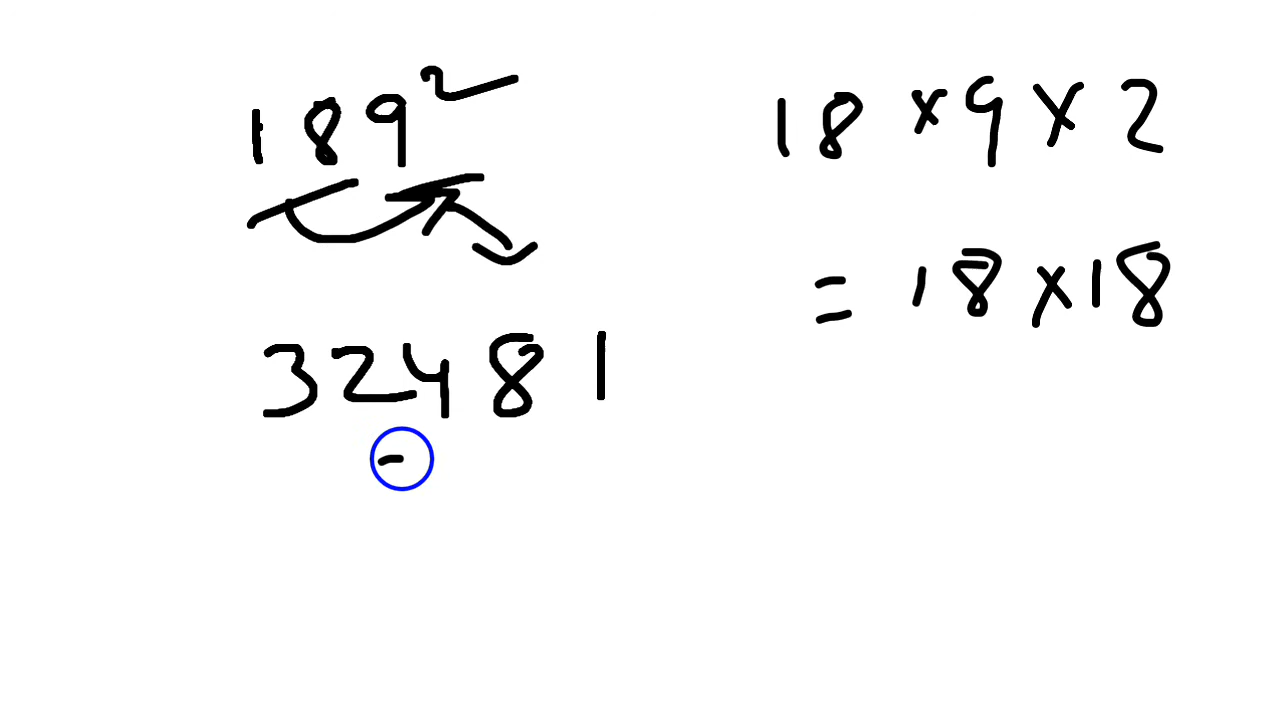 189²
18 × 9 × 2
= 18 × 18
32481
-